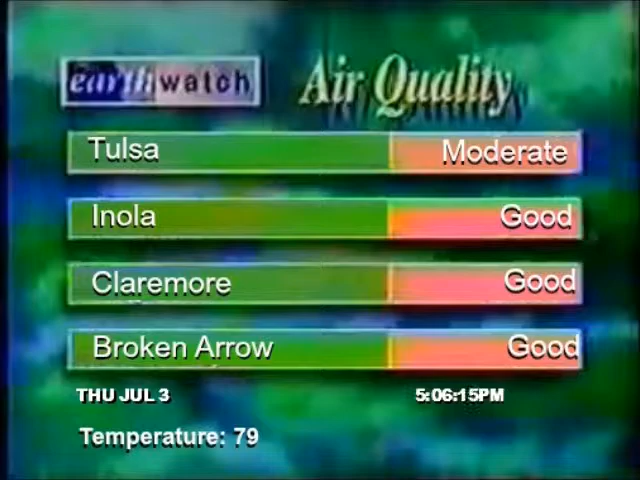 earthwatch Air Quality
Tulsa Moderate
Inola Good
Claremore Good
Broken Arrow Good
THU JUL 3 5:06:15PM
Temperature: 79